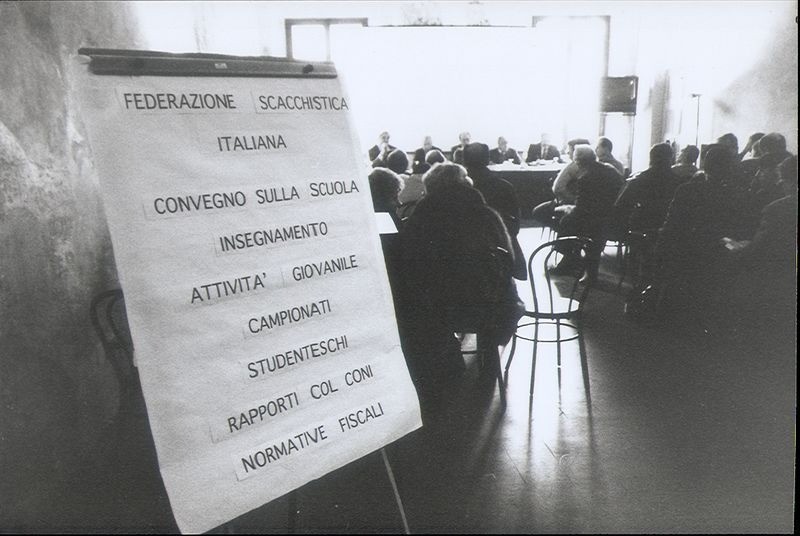 FEDERAZIONE SCACCHISTICA
ITALIANA
CONVEGNO SULLA SCUOLA
INSEGNAMENTO
ATTIVITA' GIOVANILE
CAMPIONATI
STUDENTESCHI
RAPPORTI COL CONI
NORMATIVE FISCALI